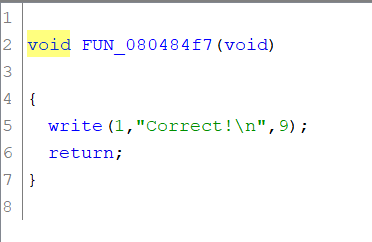 1
2 void FUN_080484f7(void)
3
4 {
5   write(1,"Correct!\n",9);
6   return;
7 }
8